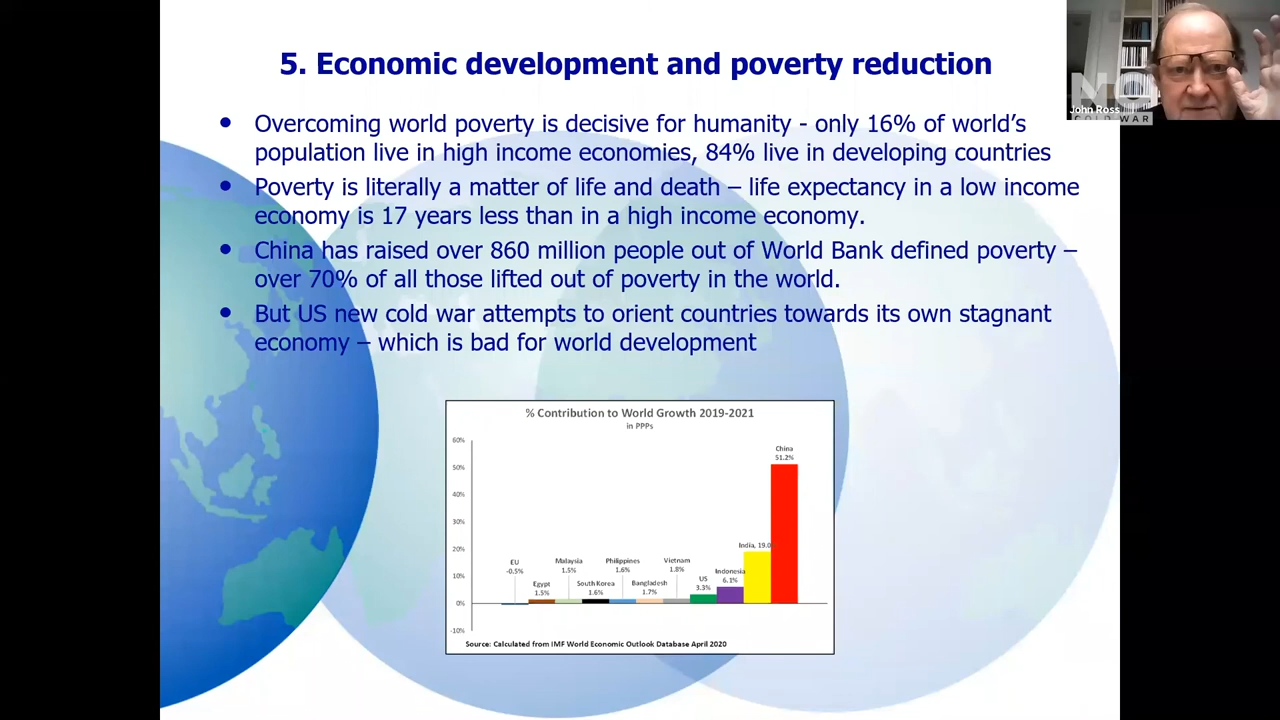 5. Economic development and poverty reduction
• Overcoming world poverty is decisive for humanity - only 16% of world's
population live in high income economies, 84% live in developing countries
• Poverty is literally a matter of life and death – life expectancy in a low income
economy is 17 years less than in a high income economy.
• China has raised over 860 million people out of World Bank defined poverty –
over 70% of all those lifted out of poverty in the world.
• But US new cold war attempts to orient countries towards its own stagnant
economy – which is bad for world development
% Contribution to World Growth 2019-2021
in PPPs
60%
50%
40%
30%
20%
10%
0%
-10%
EU
-0.5%
Egypt
1.5%
Malaysia
1.5%
South Korea
1.6%
Philippines
1.6%
Bangladesh
1.7%
Vietnam
1.8%
US
3.3%
Indonesia
6.1%
India, 19.0
China
51.2%
Source: Calculated from IMF World Economic Outlook Database April 2020
NO
John Ross
COLD WAR